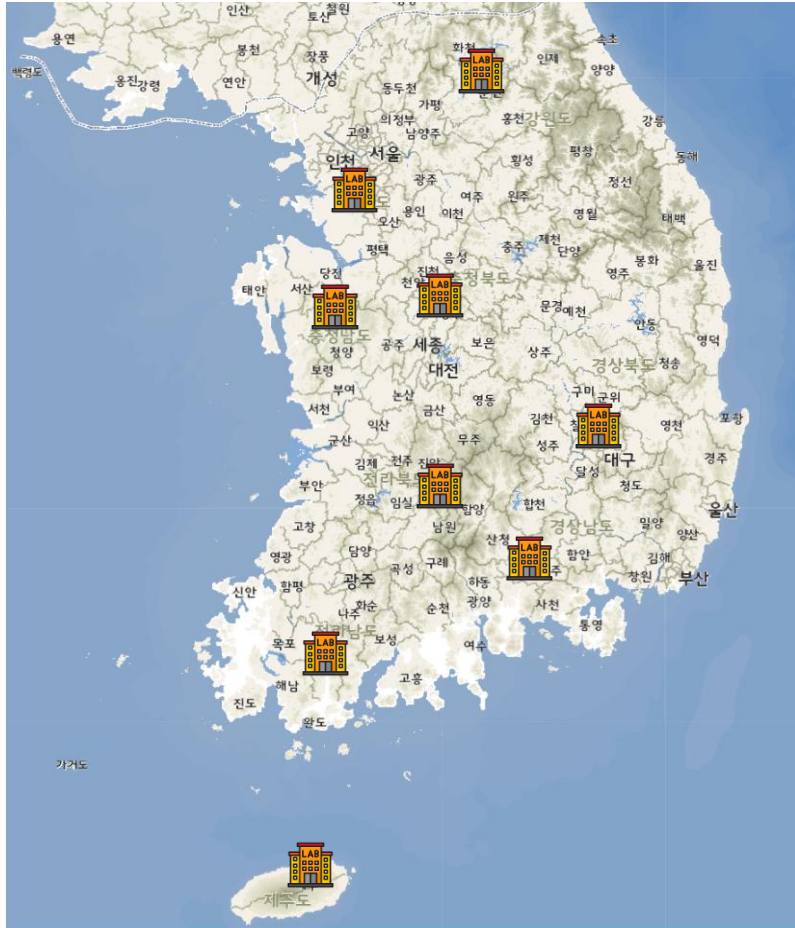 인산
토산
철원
용연
봉천
장풍
화천
속초
인제
백령도
옹진
강령
연안
개성
동두천
가평
양양
의정부
고양
남양주
홍천
강원도
강릉
인천
서울
LAB
횡성
평창
동해
광주
정선
LAB
용인
이천
여주
원주
영월
오산
태백
평택
음성
충주
제천
단양
봉화
울진
당진
진천
충청북도
영주
태안
서산
LAB
LAB
문경
예천
안동
충청남도
청양
공주
세종
보은
상주
영덕
경상북도
청송
보령
대전
부여
논산
금산
영동
구미
군위
서천
익산
김천
LAB
영천
포항
군산
무주
성주
대구
경주
김제
전주
진안
달성
청도
전라북도
LAB
부안
정읍
임실
함양
합천
울산
고창
남원
경상남도
밀양
양산
영광
담양
산청
LAB
함안
김해
곡성
구례
창원
부산
신안
함평
광주
하동
나주
화순
순천
광양
사천
통영
전라남도
목포
LAB
보성
여수
해남
고흥
진도
완도
가거도
LAB
제주도